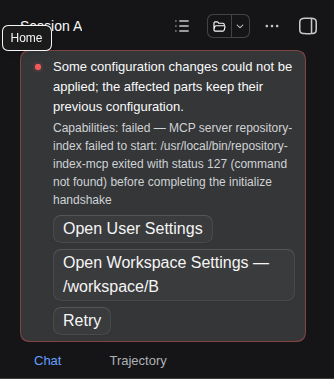 Session A
Home
Some configuration changes could not be
applied; the affected parts keep their
previous configuration.
Capabilities: failed — MCP server repository-
index failed to start: /usr/local/bin/repository-
index-mcp exited with status 127 (command
not found) before completing the initialize
handshake
Open User Settings
Open Workspace Settings —
/workspace/B
Retry
Chat
Trajectory